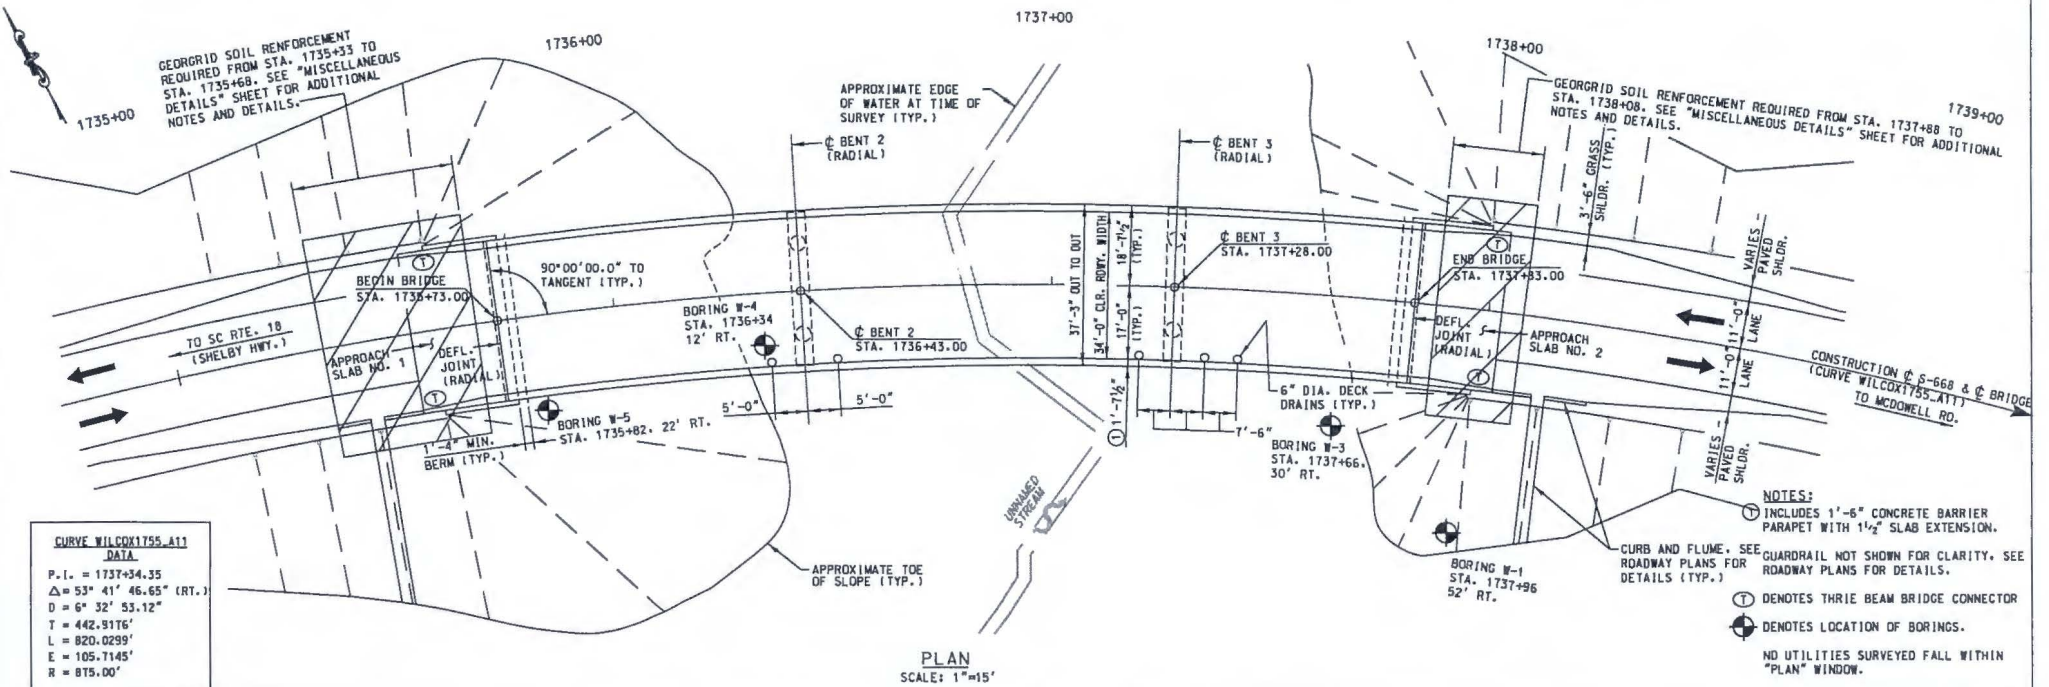 1735+00
GEORGRID SOIL RENFORCEMENT
REQUIRED FROM STA. 1735+33 TO
STA. 1735+68. SEE "MISCELLANEOUS
DETAILS" SHEET FOR ADDITIONAL
NOTES AND DETAILS.
1736+00
1737+00
1738+00
1739+00
APPROXIMATE EDGE
OF WATER AT TIME OF
SURVEY (TYP.)
℄ BENT 2
(RADIAL)
℄ BENT 3
(RADIAL)
GEORGRID SOIL REINFORCEMENT REQUIRED FROM STA. 1737+88 TO
STA. 1738+08. SEE "MISCELLANEOUS DETAILS" SHEET FOR ADDITIONAL
NOTES AND DETAILS.
3'-6" GRASS
SHLDR. (TYP.)
BEGIN BRIDGE
STA. 1735+73.00
90°00'00.0" TO
TANGENT (TYP.)
TO SC RTE. 18
(SHELBY HWY.)
APPROACH
SLAB NO. 1
DEFL.
JOINT
(RADIAL)
T
T
1'-4" MIN.
BERM (TYP.)
BORING W-5
STA. 1735+82, 22' RT.
BORING W-4
STA. 1736+34
12' RT.
℄ BENT 2
STA. 1736+43.00
5'-0"
5'-0"
37'-3" OUT TO OUT
34'-0" CLR. RDWY. WIDTH
18'-7½"
(TYP.)
17'-0"
(TYP.)
℄ BENT 3
STA. 1737+28.00
END BRIDGE
STA. 1737+83.00
T
T
DEFL.
JOINT
(RADIAL)
APPROACH
SLAB NO. 2
6" DIA. DECK
DRAINS (TYP.)
7'-6"
1'-7½"
BORING W-3
STA. 1737+66,
30' RT.
BORING W-1
STA. 1737+96
52' RT.
VARIES
PAVED
SHLDR.
11'-0"
LANE
11'-0"
LANE
VARIES
PAVED
SHLDR.
CONSTRUCTION ℄ S-668 & ℄ BRIDGE
(CURVE WILCOX1755_A11)
TO MCDOWELL RD.
CURB AND FLUME. SEE
ROADWAY PLANS FOR
DETAILS (TYP.)
UNNAMED
STREAM
APPROXIMATE TOE
OF SLOPE (TYP.)
CURVE WILCOX1755_A11
DATA
P.I. = 1737+34.35
Δ = 53° 41' 46.65" (RT.)
D = 6° 32' 53.12"
T = 442.9176'
L = 820.0299'
E = 105.7145'
R = 875.00'
PLAN
SCALE: 1"=15'
NOTES:
INCLUDES 1'-6" CONCRETE BARRIER
PARAPET WITH 1½" SLAB EXTENSION.
GUARDRAIL NOT SHOWN FOR CLARITY. SEE
ROADWAY PLANS FOR DETAILS.
T DENOTES THRIE BEAM BRIDGE CONNECTOR
DENOTES LOCATION OF BORINGS.
NO UTILITIES SURVEYED FALL WITHIN
"PLAN" WINDOW.